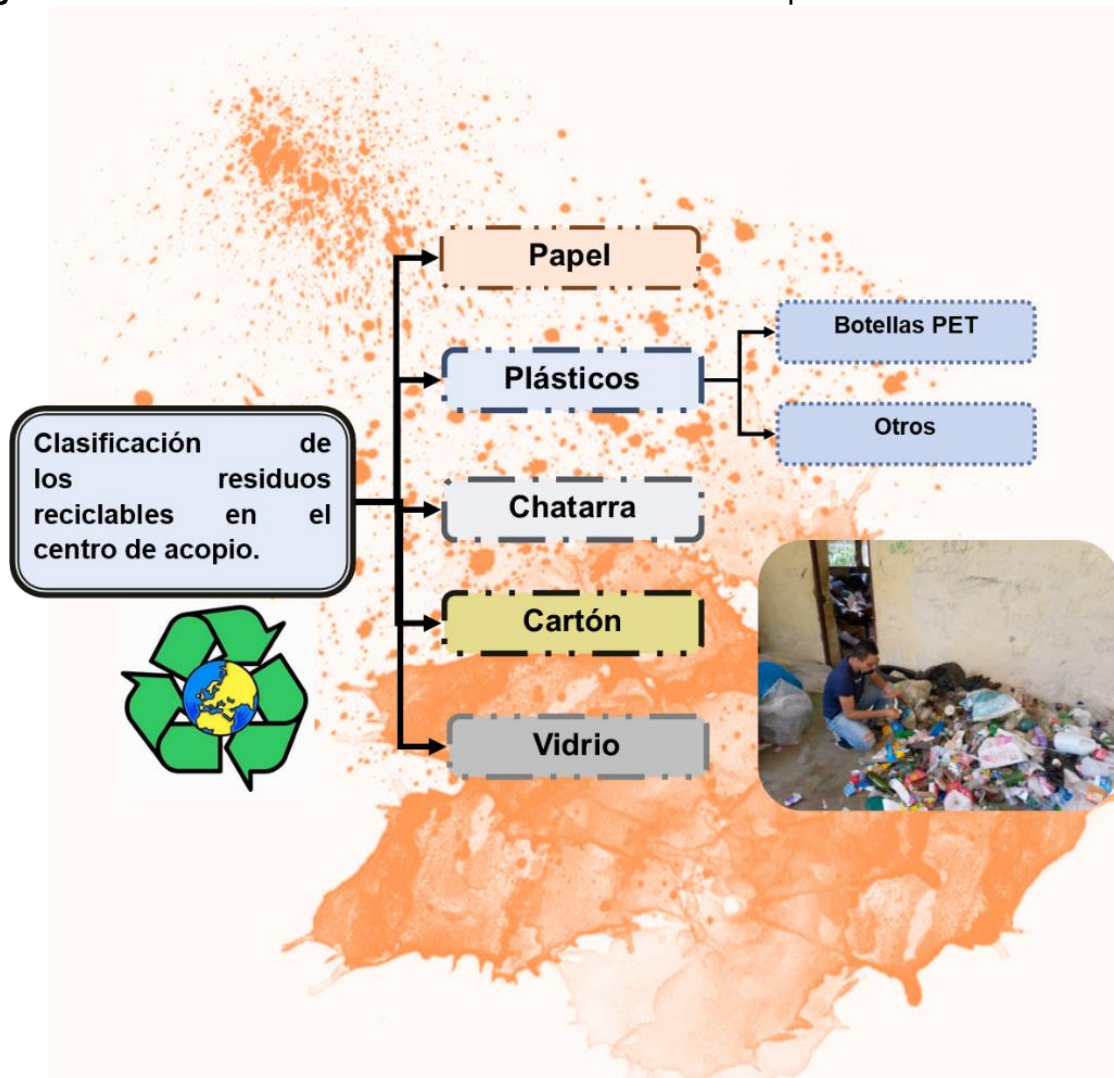 Papel
Botellas PET
Plásticos
Otros
Clasificación de
los residuos
reciclables en el
centro de acopio.
Chatarra
Cartón
Vidrio